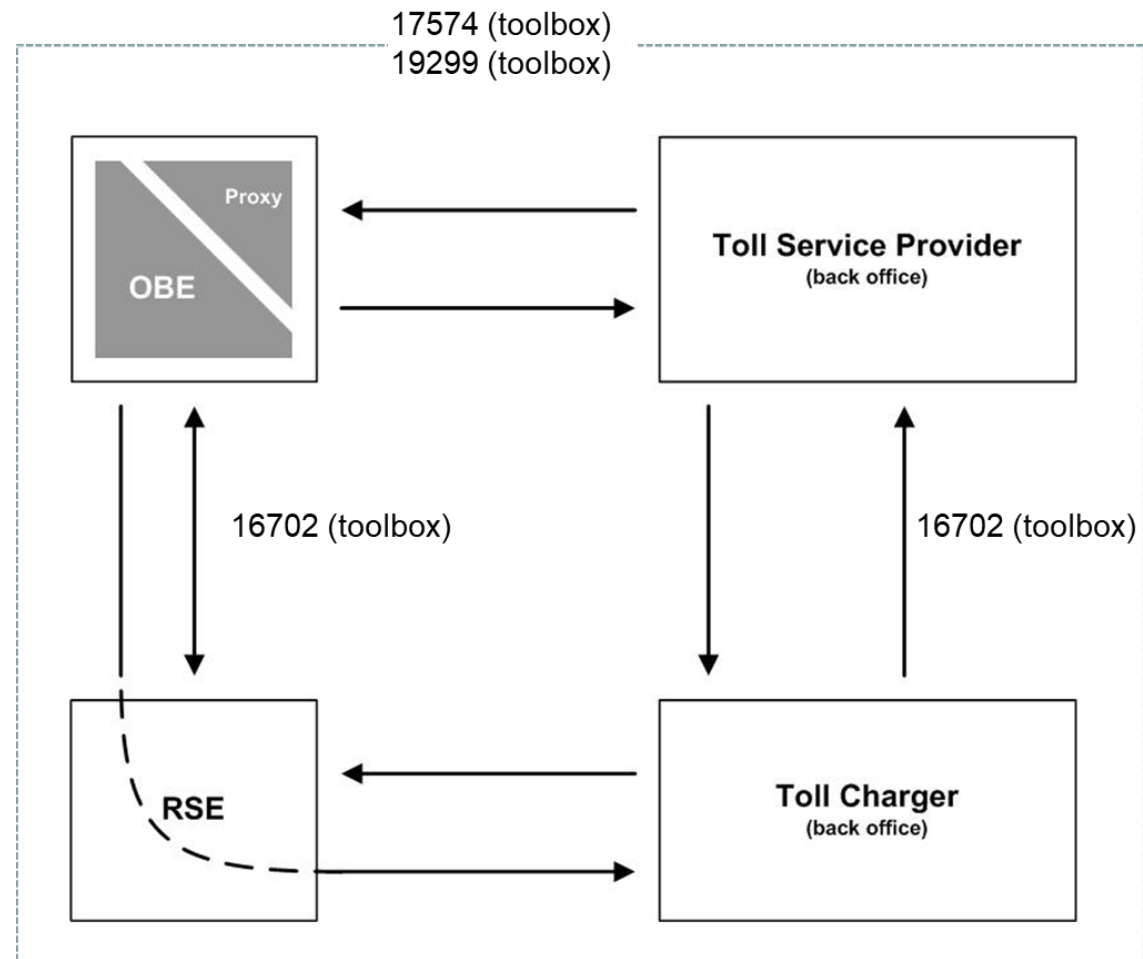 17574 (toolbox)
19299 (toolbox)
Proxy
OBE
Toll Service Provider
(back office)
16702 (toolbox)
16702 (toolbox)
RSE
Toll Charger
(back office)